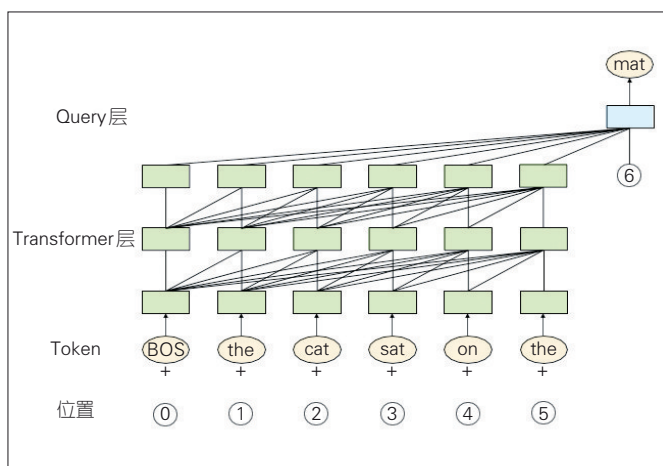 mat
Query层
⑥
Transformer层
Token BOS the cat sat on the
+ + + + + +
位置 ⓪ ① ② ③ ④ ⑤